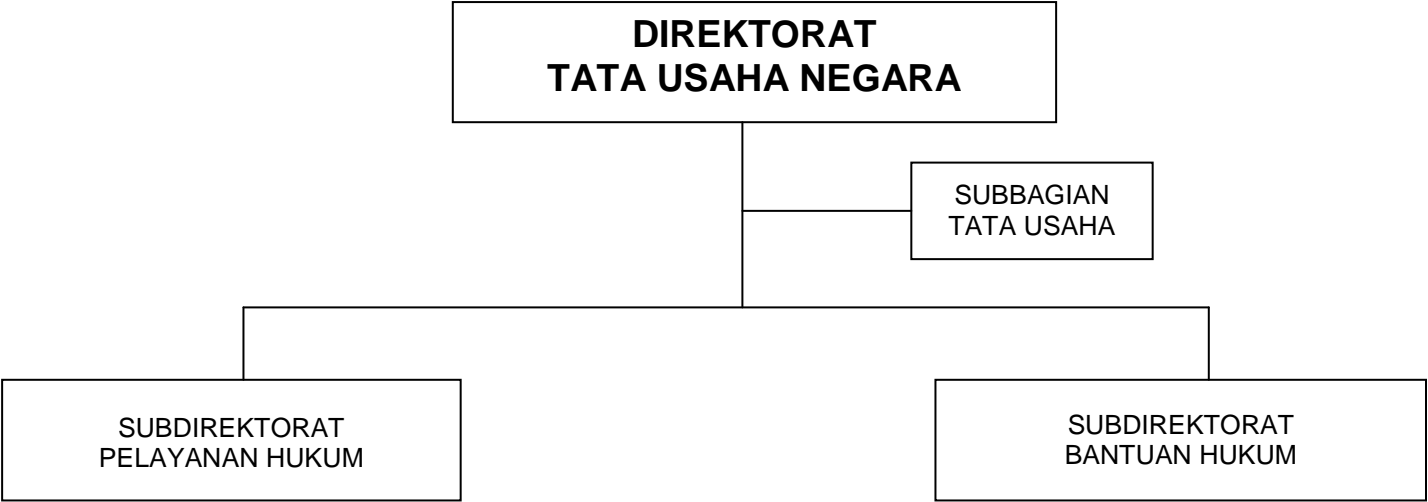 DIREKTORAT
TATA USAHA NEGARA
SUBBAGIAN
TATA USAHA
SUBDIREKTORAT
PELAYANAN HUKUM
SUBDIREKTORAT
BANTUAN HUKUM